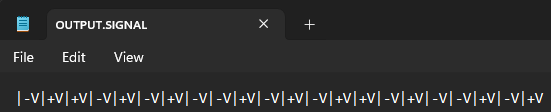 OUTPUT.SIGNAL
File Edit View
|-V|+V|+V|-V|+V|-V|+V|-V|-V|+V|-V|+V|-V|+V|+V|-V|+V|-V|+V|-V|+V